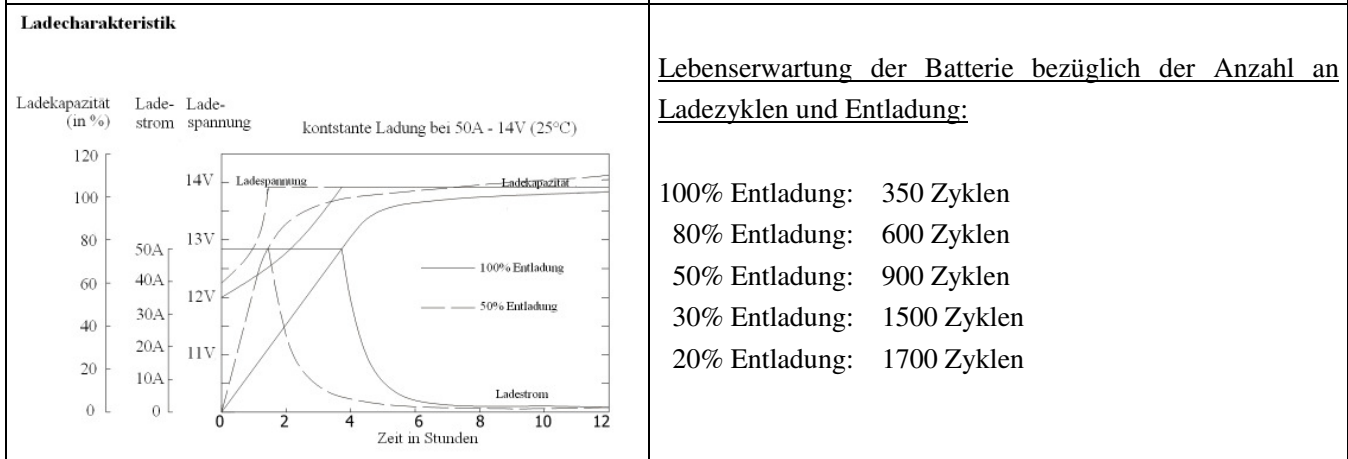 Ladecharakteristik
Ladekapazität
(in %)
Lade-
strom
Lade-
spannung
kontstante Ladung bei 50A - 14V (25°C)
120
100
80
60
40
20
0
50A
40A
30A
20A
10A
0
14V
13V
12V
11V
Ladespannung
Ladekapazität
100% Entladung
50% Entladung
Ladestrom
0 2 4 6 8 10 12
Zeit in Stunden
Lebenserwartung der Batterie bezüglich der Anzahl an
Ladezyklen und Entladung:
100% Entladung: 350 Zyklen
80% Entladung: 600 Zyklen
50% Entladung: 900 Zyklen
30% Entladung: 1500 Zyklen
20% Entladung: 1700 Zyklen